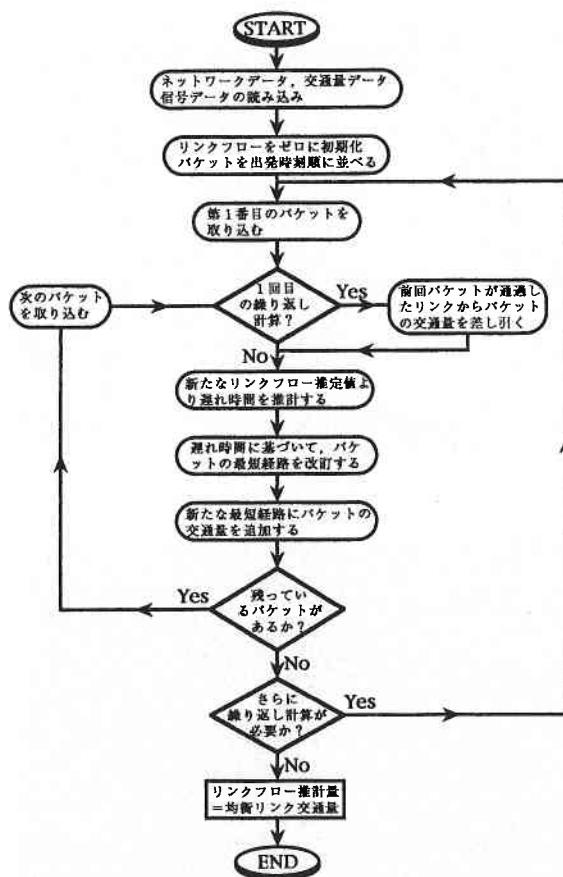 START
ネットワークデータ，交通量データ
信号データの読み込み
リンクフローをゼロに初期化
パケットを出発時刻順に並べる
第１番目のパケットを
取り込む
１回目
の繰り返し
計算？
Yes
前回パケットが通過し
たリンクからパケット
の交通量を差し引く
次のパケット
を取り込む
No
新たなリンクフロー推定値よ
り遅れ時間を推計する
遅れ時間に基づいて，パケ
ットの最短経路を改訂する
新たな最短経路にパケットの
交通量を追加する
残ってい
るパケットが
あるか？
Yes
No
さらに
繰り返し計算が
必要か？
Yes
No
リンクフロー推計量
＝均衡リンク交通量
END